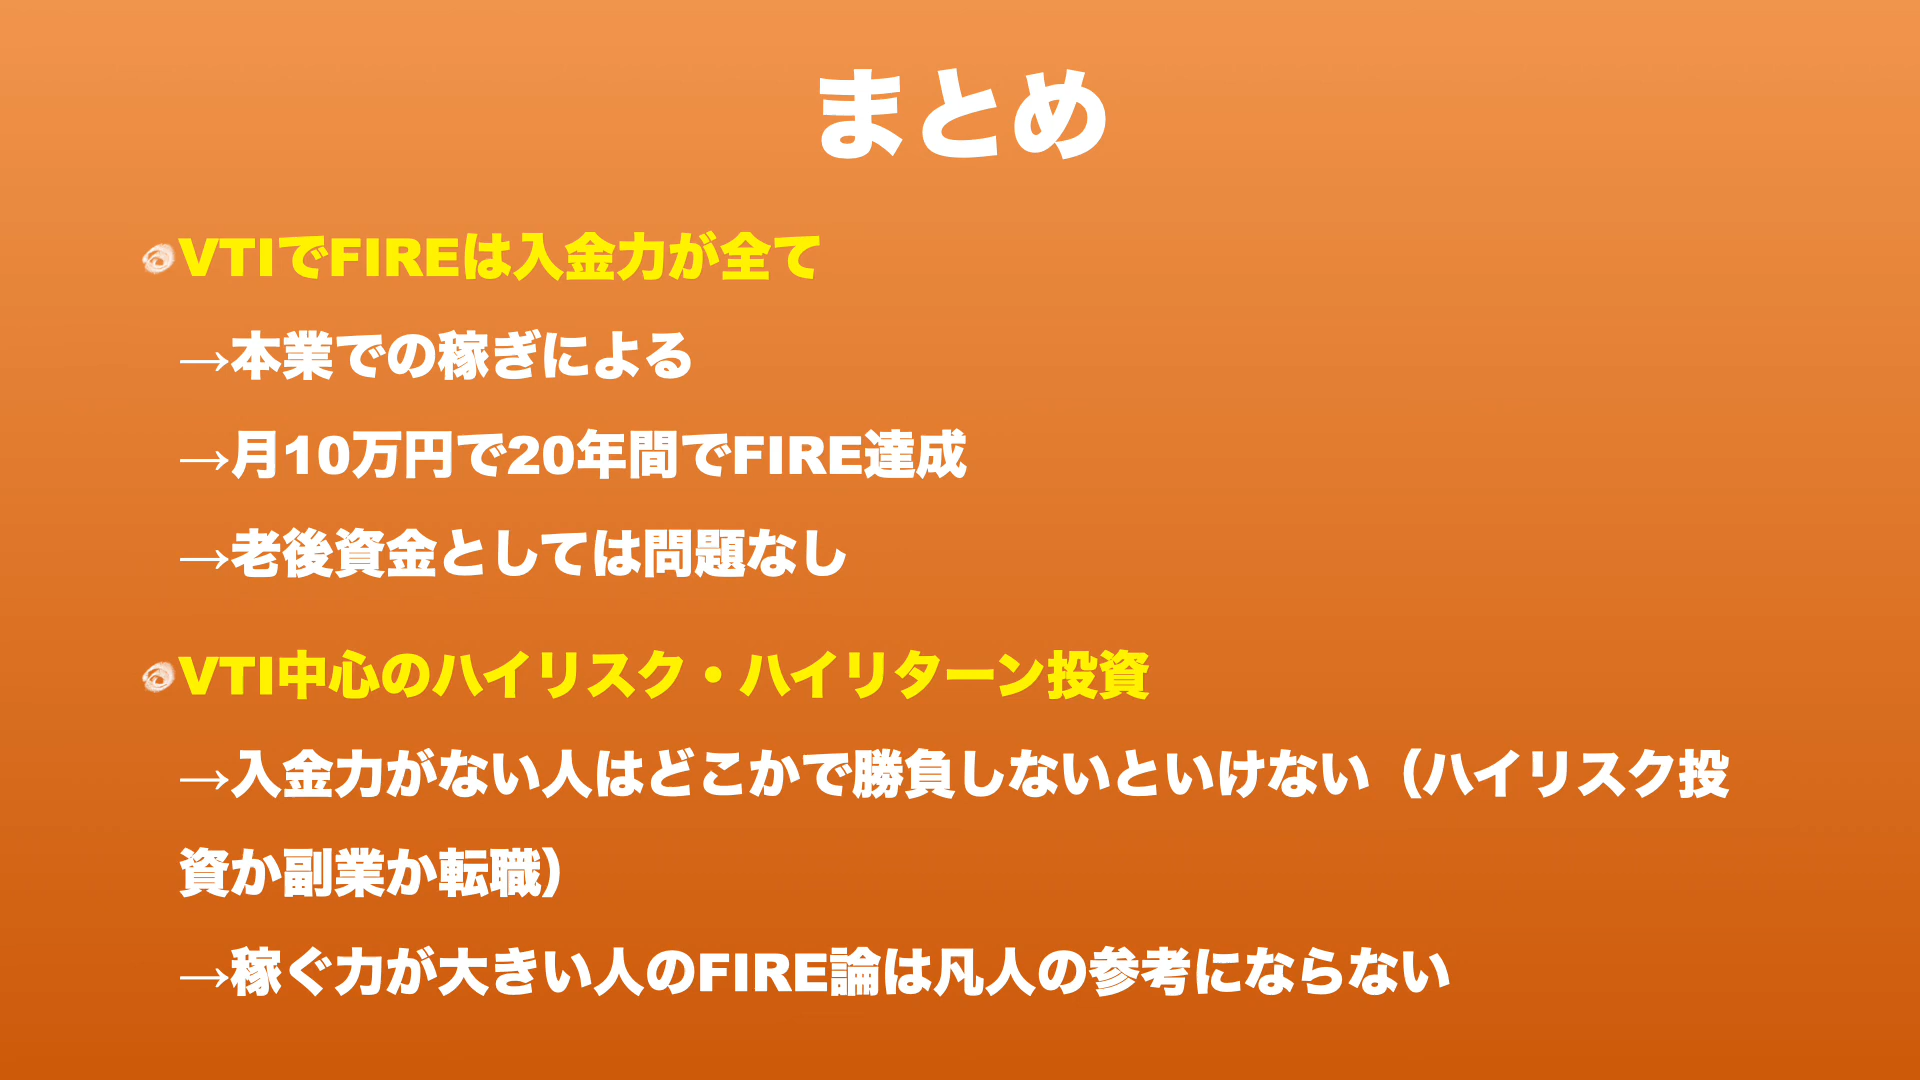 まとめ
VTIでFIREは入金力が全て
→本業での稼ぎによる
→月10万円で20年間でFIRE達成
→老後資金としては問題なし
VTI中心のハイリスク・ハイリターン投資
→入金力がない人はどこかで勝負しないといけない（ハイリスク投
資か副業か転職）
→稼ぐ力が大きい人のFIRE論は凡人の参考にならない